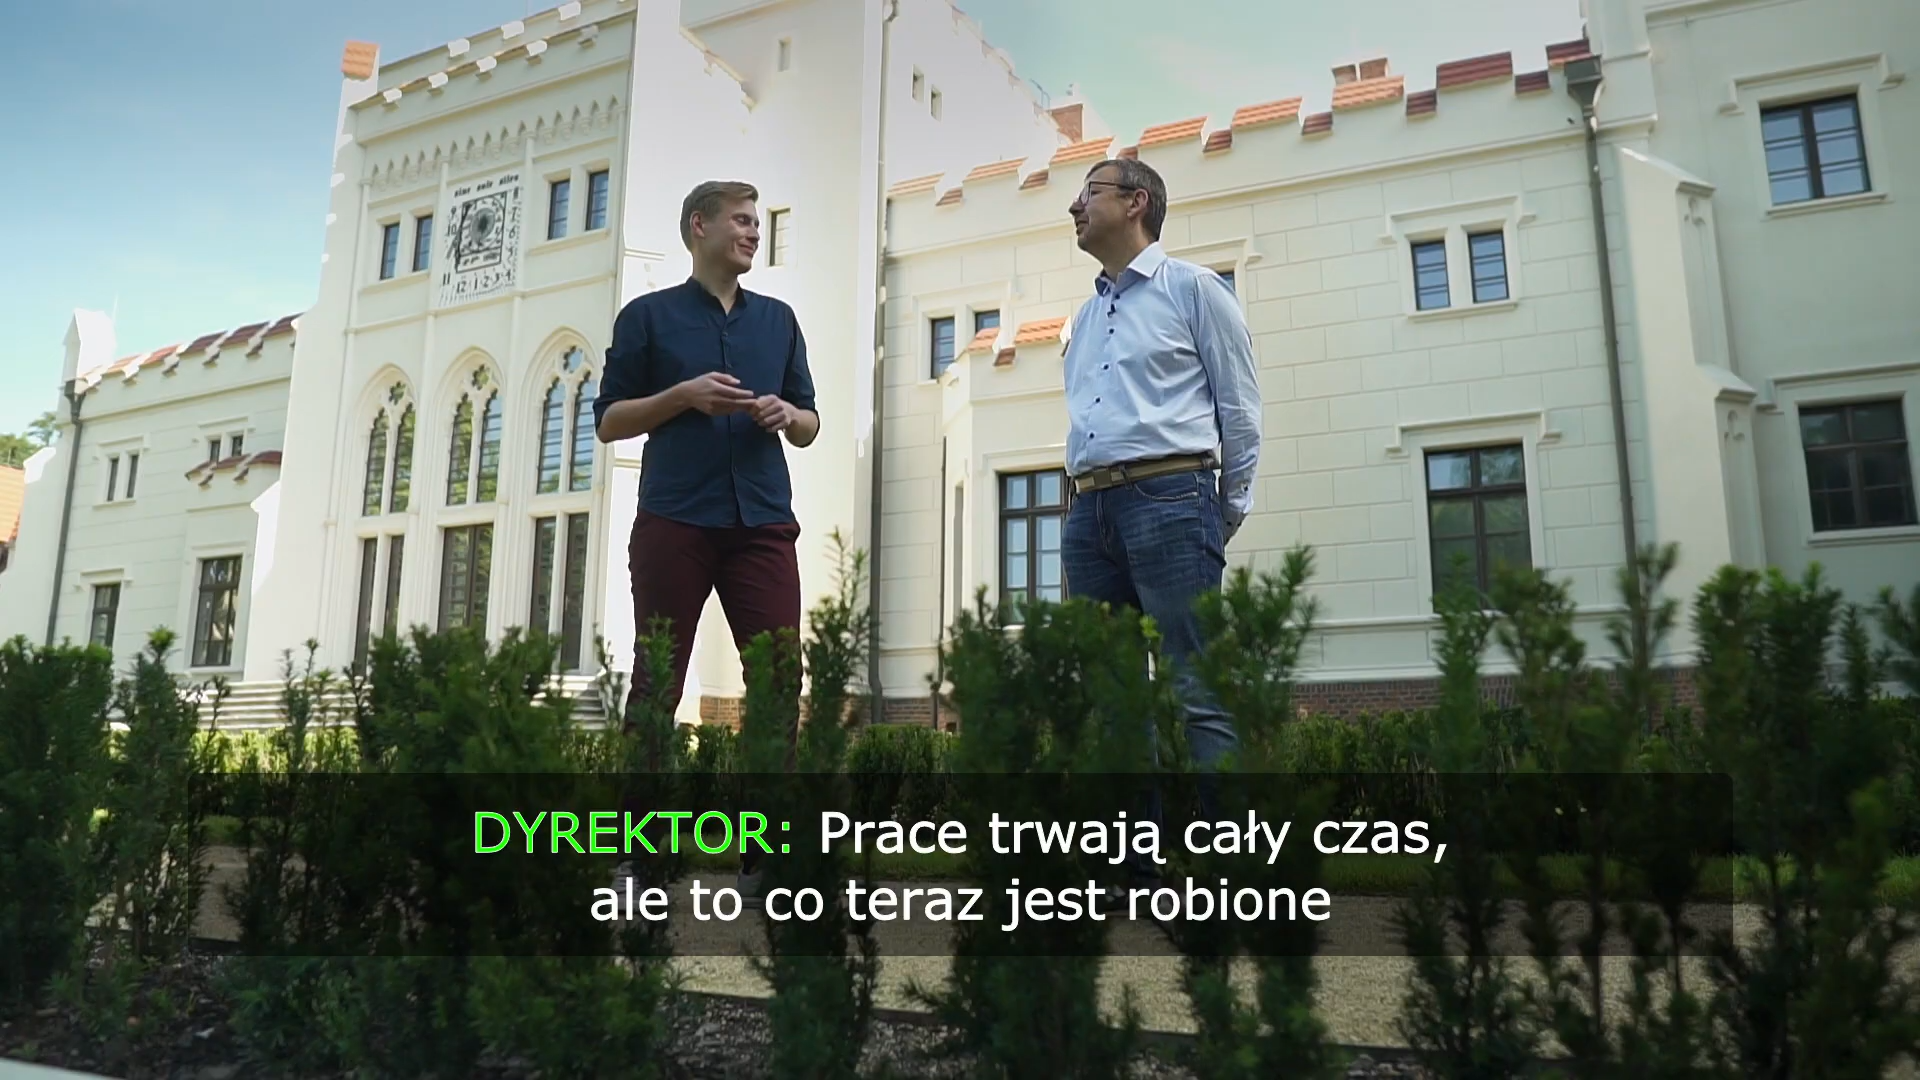 DYREKTOR: Prace trwają cały czas,
ale to co teraz jest robione